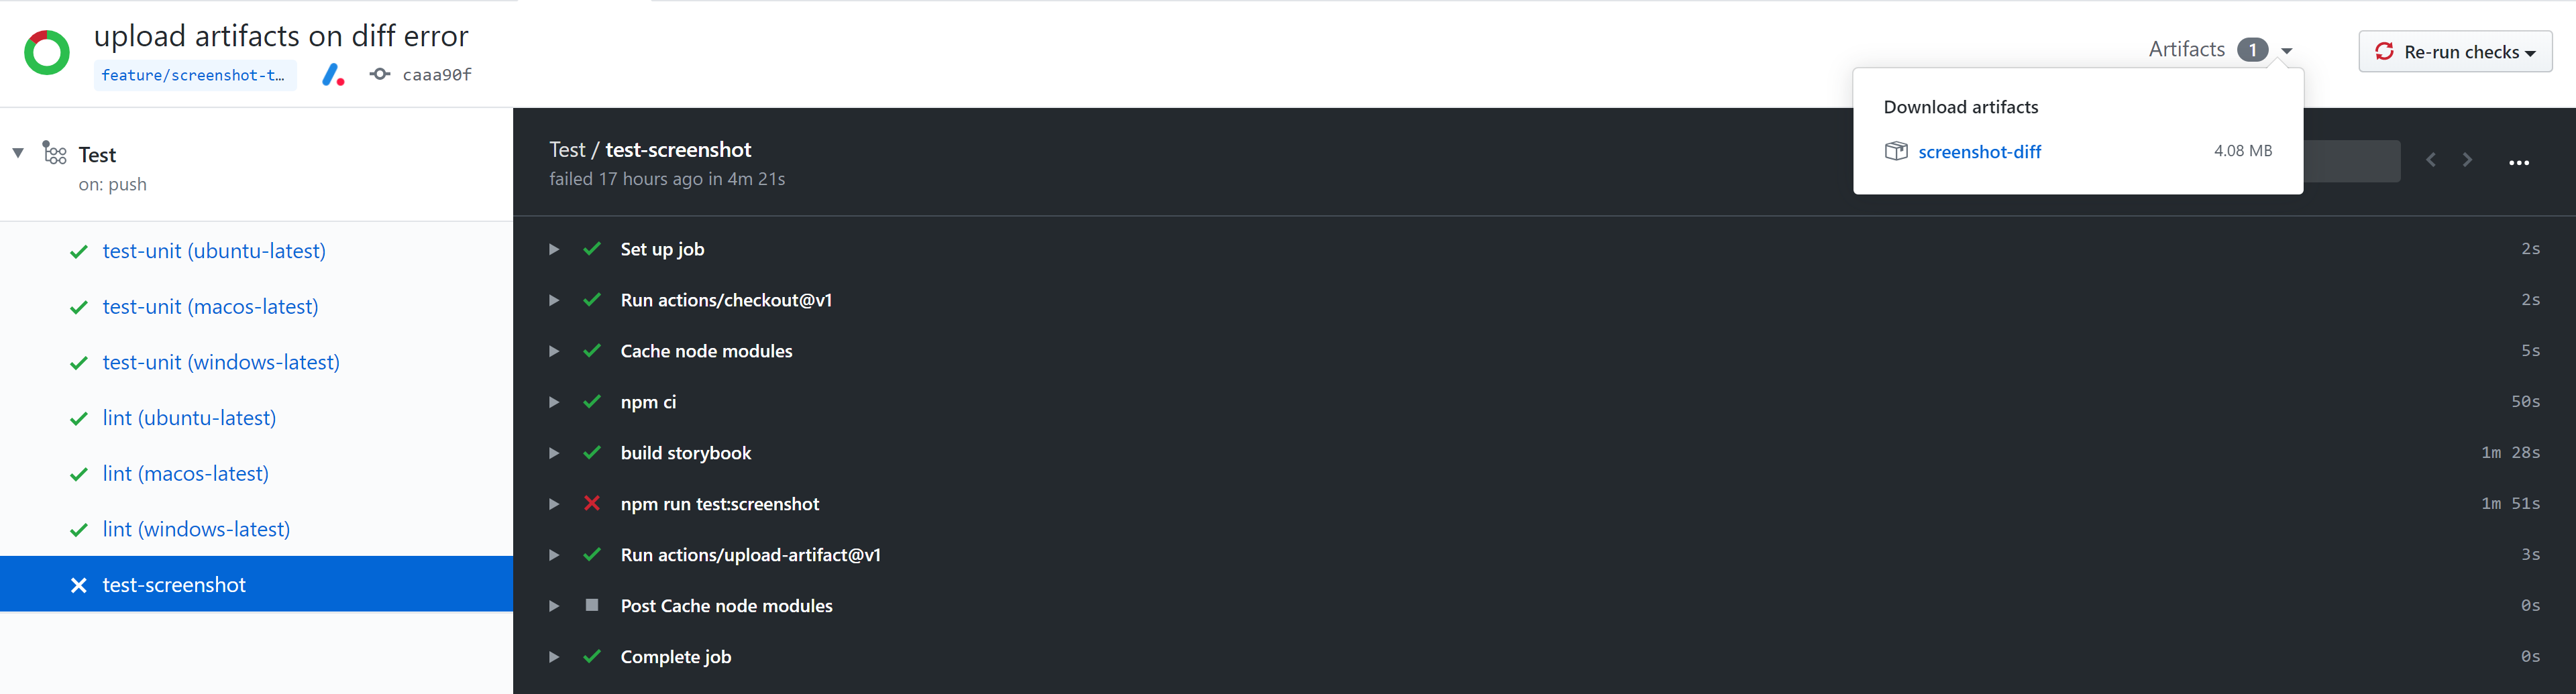 upload artifacts on diff error
feature/screenshot-t...
caaa90f
Artifacts 1
Re-run checks
Download artifacts
screenshot-diff 4.08 MB
Test
on: push
test-unit (ubuntu-latest)
test-unit (macos-latest)
test-unit (windows-latest)
lint (ubuntu-latest)
lint (macos-latest)
lint (windows-latest)
test-screenshot
Test / test-screenshot
failed 17 hours ago in 4m 21s
Set up job 2s
Run actions/checkout@v1 2s
Cache node modules 5s
npm ci 50s
build storybook 1m 28s
npm run test:screenshot 1m 51s
Run actions/upload-artifact@v1 3s
Post Cache node modules 0s
Complete job 0s